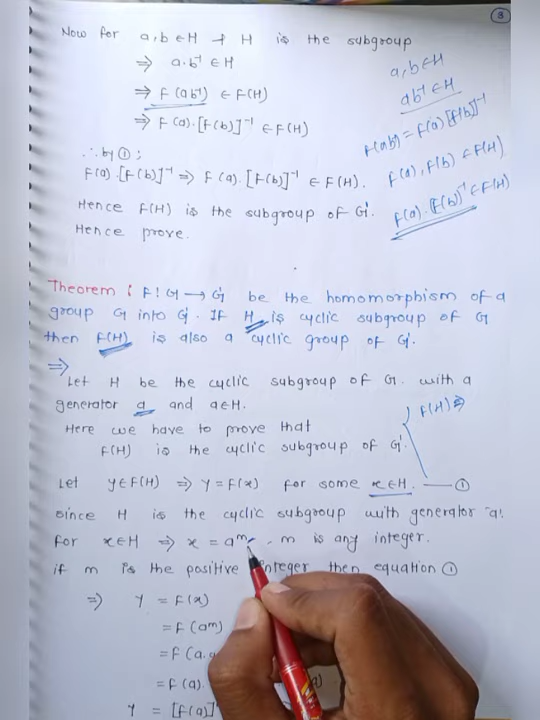 3
Now for a, b ∈ H & H is the subgroup
⇒ a·b⁻¹ ∈ H
⇒ f(ab⁻¹) ∈ f(H)
⇒ f(a)·[f(b)]⁻¹ ∈ f(H)
∴ by ①;
f(a)·[f(b)]⁻¹ ⇒ f(a)·[f(b)]⁻¹ ∈ f(H).
Hence f(H) is the subgroup of G'.
Hence prove.
a, b ∈ H
ab⁻¹ ∈ H
f(ab⁻¹) = f(a)[f(b)]⁻¹
f(a), f(b) ∈ f(H)
f(a)·[f(b)]⁻¹ ∈ f(H)
Theorem: f: G → G' be the homomorphism of a
group G into G'. If H is cyclic subgroup of G
then f(H) is also a cyclic group of G'.
⇒
Let H be the cyclic subgroup of G. with a
generator a and a∈H.
Here we have to prove that
f(H) is the cyclic subgroup of G'.
f(H) ⇒
Let y∈f(H) ⇒ y = f(x) for some x∈H. — ①
since H is the cyclic subgroup with generator 'a'.
for x∈H ⇒ x = aᵐ, m is any integer.
if m is the positive integer then equation ①
⇒ y = f(x)
= f(aᵐ)
= f(a.
= f(a).
y = [f(a)]